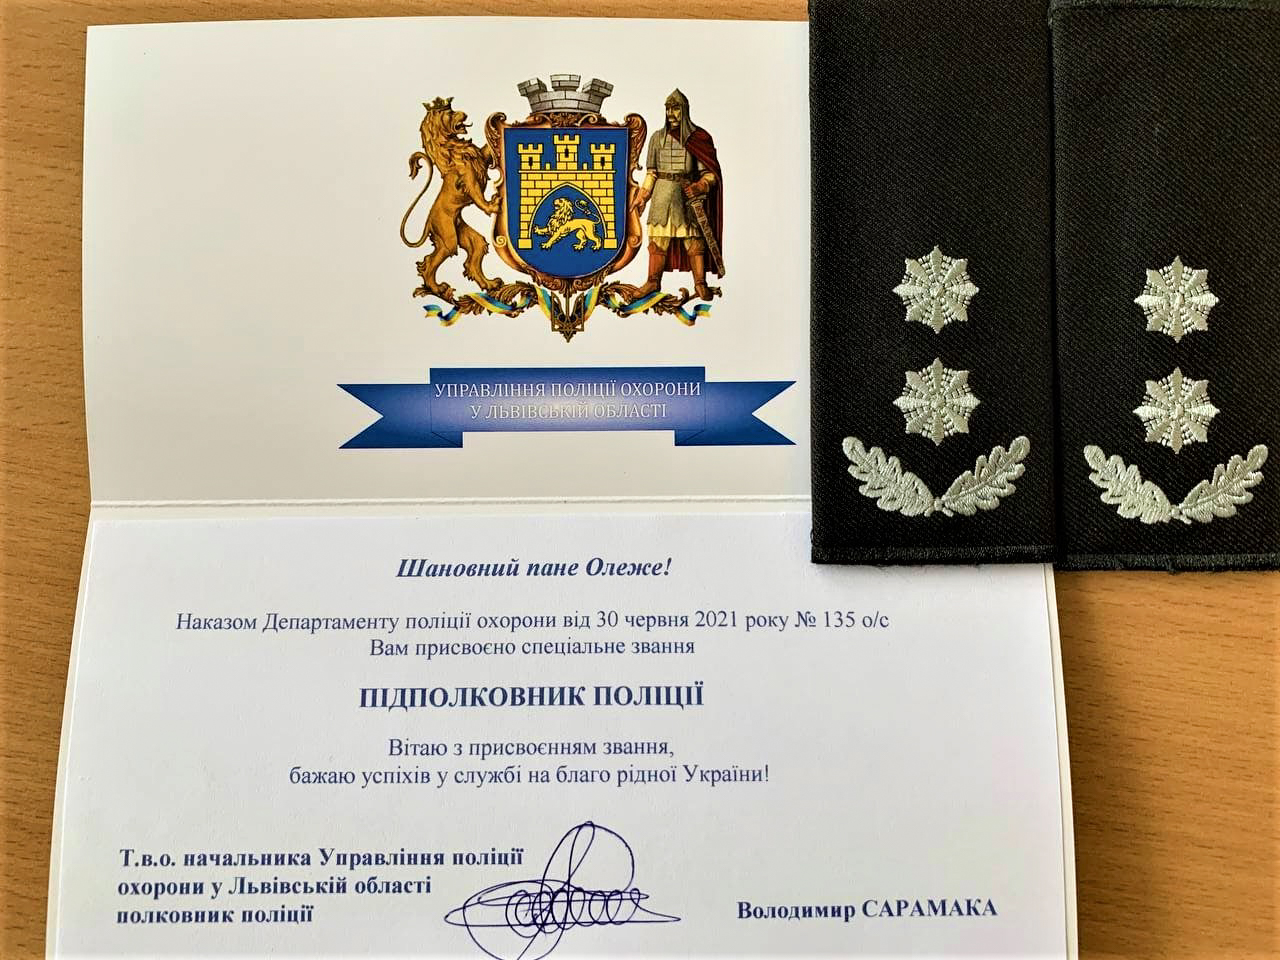 УПРАВЛІННЯ ПОЛІЦІЇ ОХОРОНИ
У ЛЬВІВСЬКІЙ ОБЛАСТІ
Шановний пане Олеже!
Наказом Департаменту поліції охорони від 30 червня 2021 року № 135 о/с
Вам присвоєно спеціальне звання
ПІДПОЛКОВНИК ПОЛІЦІЇ
Вітаю з присвоєнням звання,
бажаю успіхів у службі на благо рідної України!
Т.в.о. начальника Управління поліції
охорони у Львівській області
полковник поліції
Володимир САРАМАКА